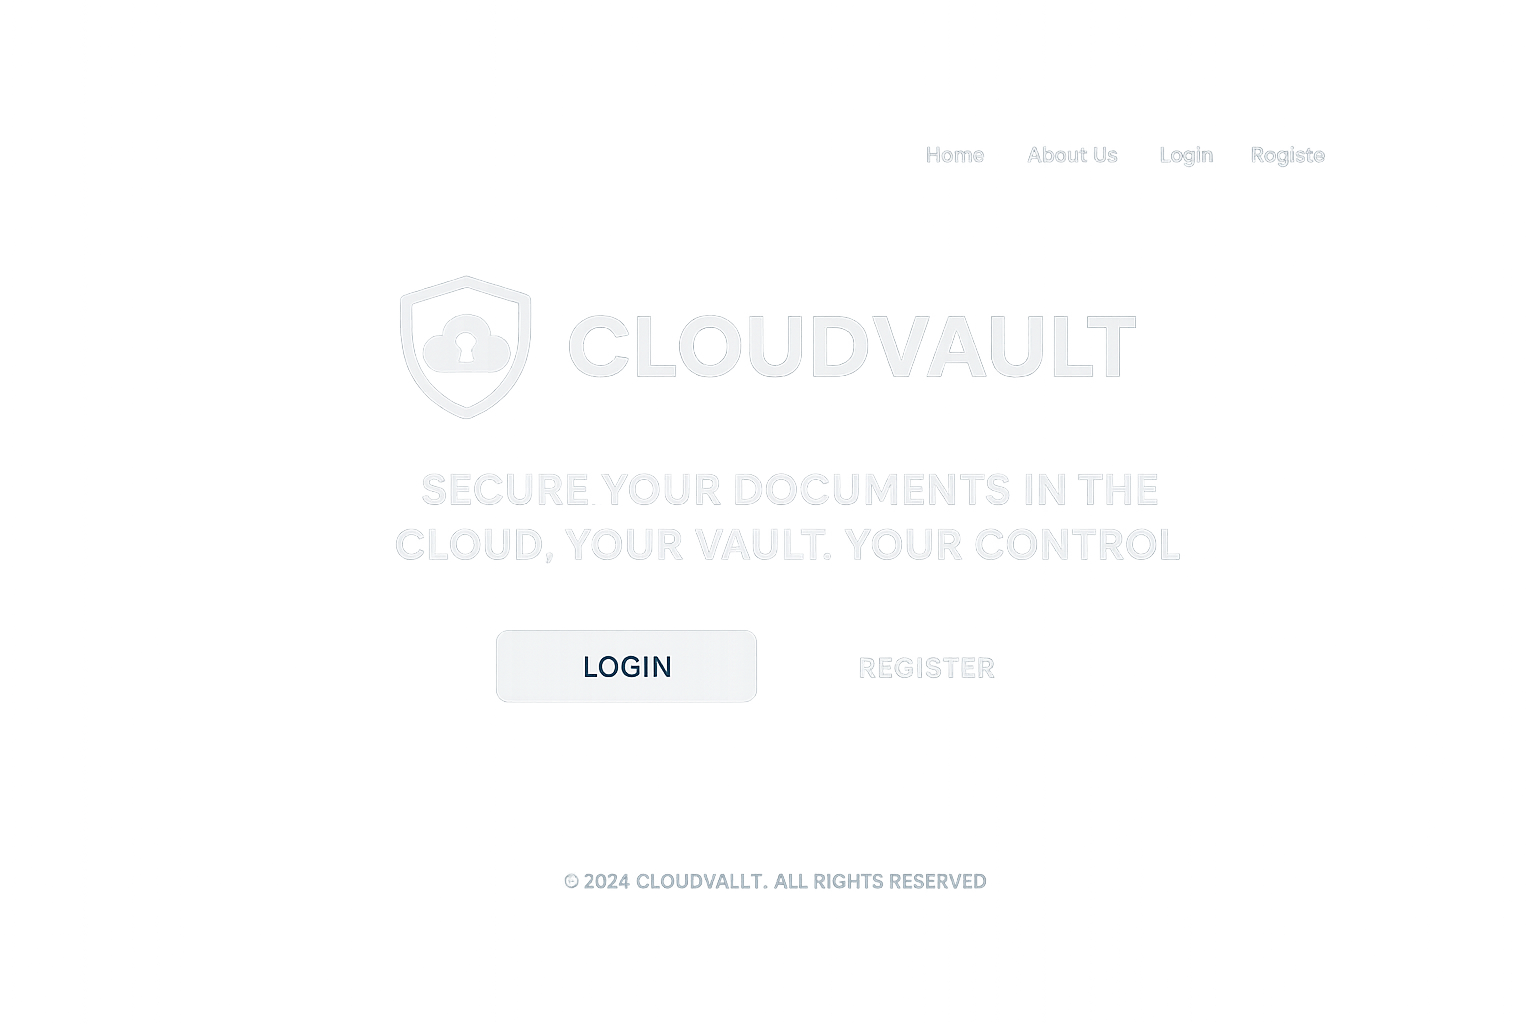 Home About Us Login Rogiste
CLOUDVAULT
SECURE YOUR DOCUMENTS IN THE
CLOUD, YOUR VAULT. YOUR CONTROL
LOGIN REGISTER
© 2024 CLOUDVALLT. ALL RIGHTS RESERVED